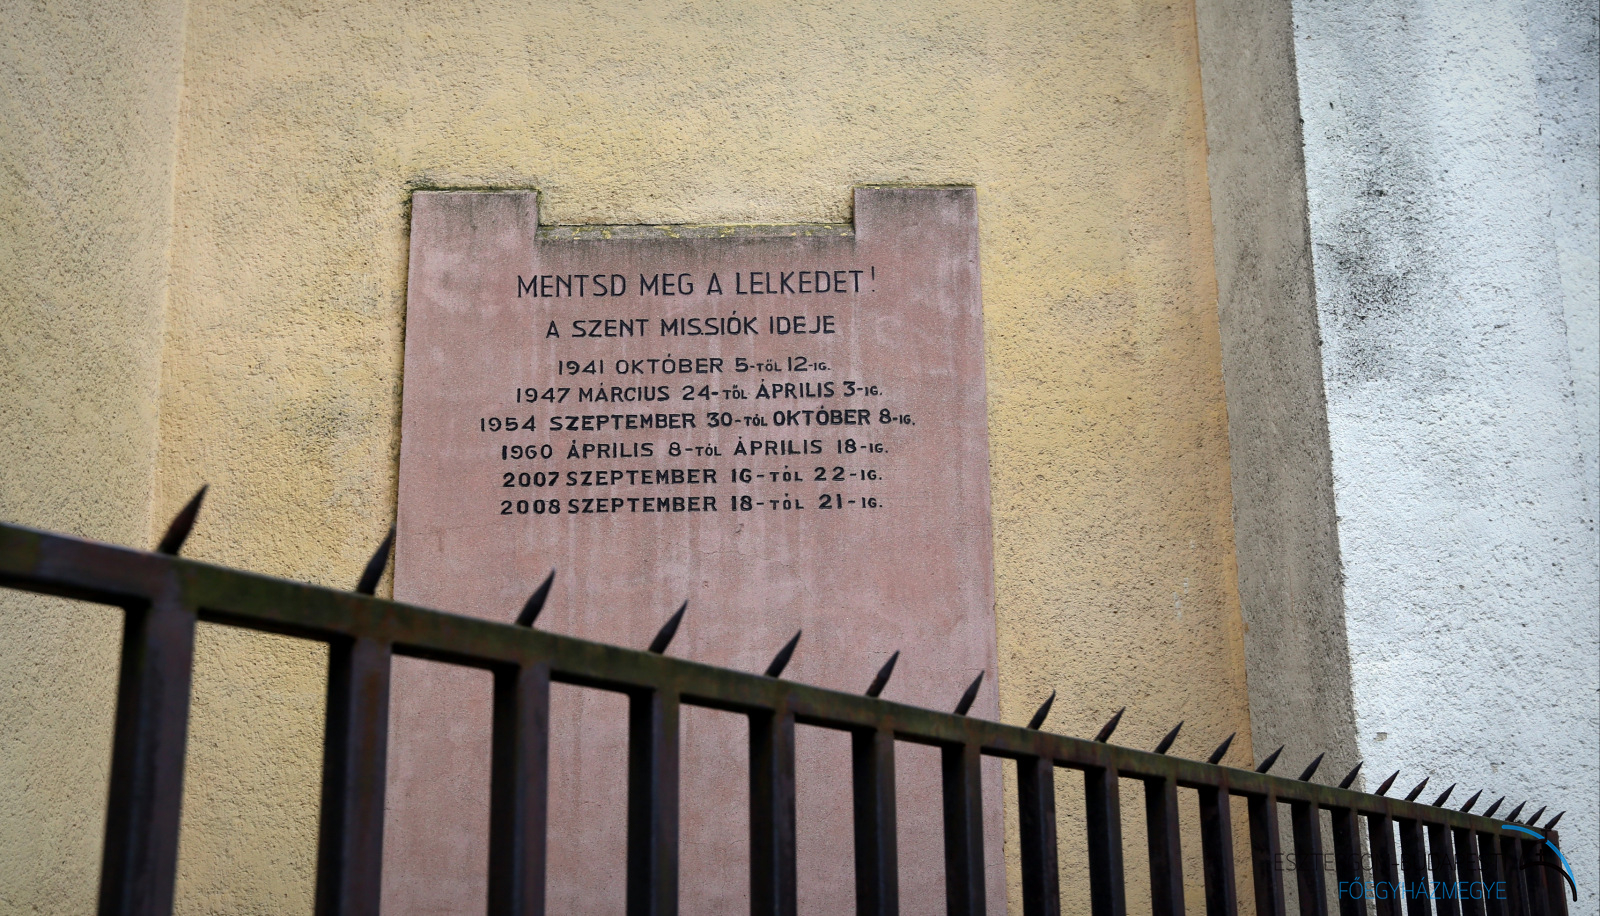 MENTSD MEG A LELKEDET!
A SZENT MISSIÓK IDEJE
1941 OKTÓBER 5-TŐL 12-IG.
1947 MÁRCIUS 24-TŐL ÁPRILIS 3-IG.
1954 SZEPTEMBER 30-TÓL OKTÓBER 8-IG.
1960 ÁPRILIS 8-TÓL ÁPRILIS 18-IG.
2007 SZEPTEMBER 16-TÓL 22-IG.
2008 SZEPTEMBER 18-TÓL 21-IG.
ESZTERGOM-BUDAPESTI
FŐEGYHÁZMEGYE